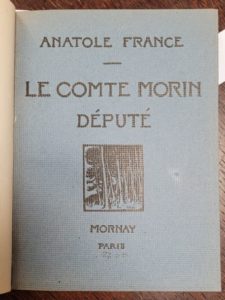 ANATOLE FRANCE
LE COMTE MORIN
DÉPUTÉ
MORNAY
PARIS